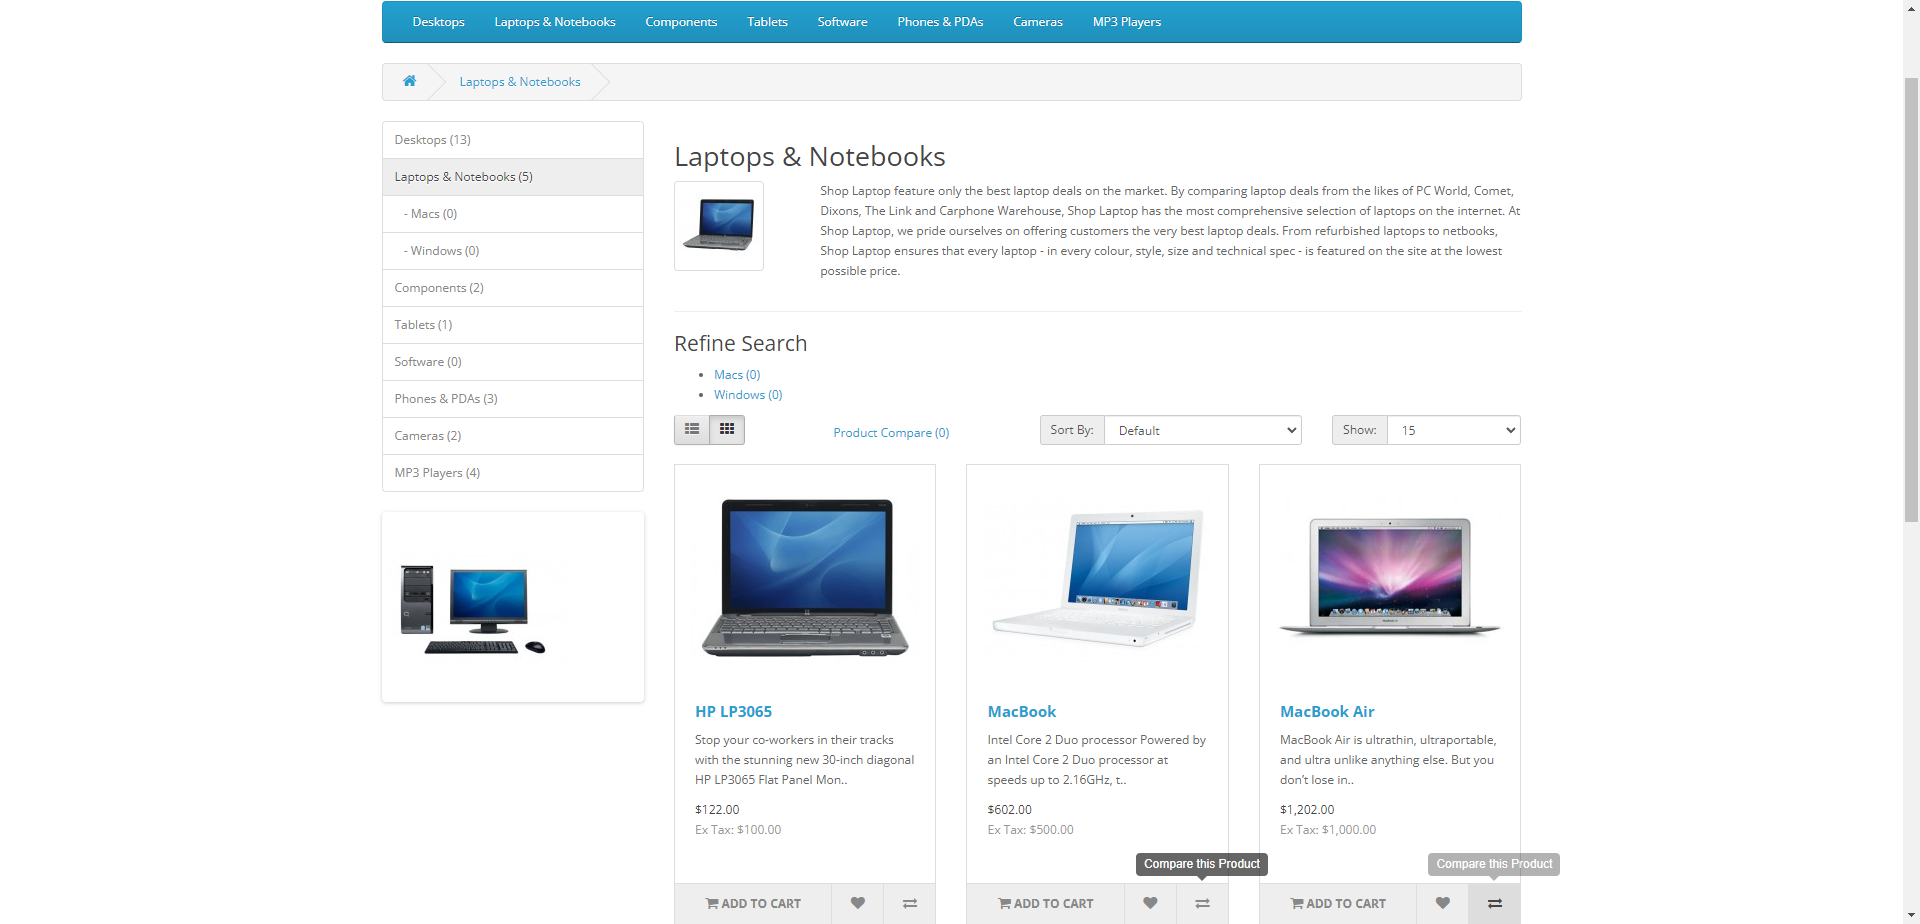 Desktops Laptops & Notebooks Components Tablets Software Phones & PDAs Cameras MP3 Players
Laptops & Notebooks
Desktops (13)
Laptops & Notebooks (5)
- Macs (0)
- Windows (0)
Components (2)
Tablets (1)
Software (0)
Phones & PDAs (3)
Cameras (2)
MP3 Players (4)
Laptops & Notebooks
Shop Laptop feature only the best laptop deals on the market. By comparing laptop deals from the likes of PC World, Comet,
Dixons, The Link and Carphone Warehouse, Shop Laptop has the most comprehensive selection of laptops on the internet. At
Shop Laptop, we pride ourselves on offering customers the very best laptop deals. From refurbished laptops to netbooks,
Shop Laptop ensures that every laptop - in every colour, style, size and technical spec - is featured on the site at the lowest
possible price.
Refine Search
Macs (0)
Windows (0)
Product Compare (0)
Sort By: Default
Show: 15
HP LP3065
Stop your co-workers in their tracks
with the stunning new 30-inch diagonal
HP LP3065 Flat Panel Mon..
$122.00
Ex Tax: $100.00
ADD TO CART
MacBook
Intel Core 2 Duo processor Powered by
an Intel Core 2 Duo processor at
speeds up to 2.16GHz, t..
$602.00
Ex Tax: $500.00
Compare this Product
ADD TO CART
MacBook Air
MacBook Air is ultrathin, ultraportable,
and ultra unlike anything else. But you
don't lose in..
$1,202.00
Ex Tax: $1,000.00
Compare this Product
ADD TO CART